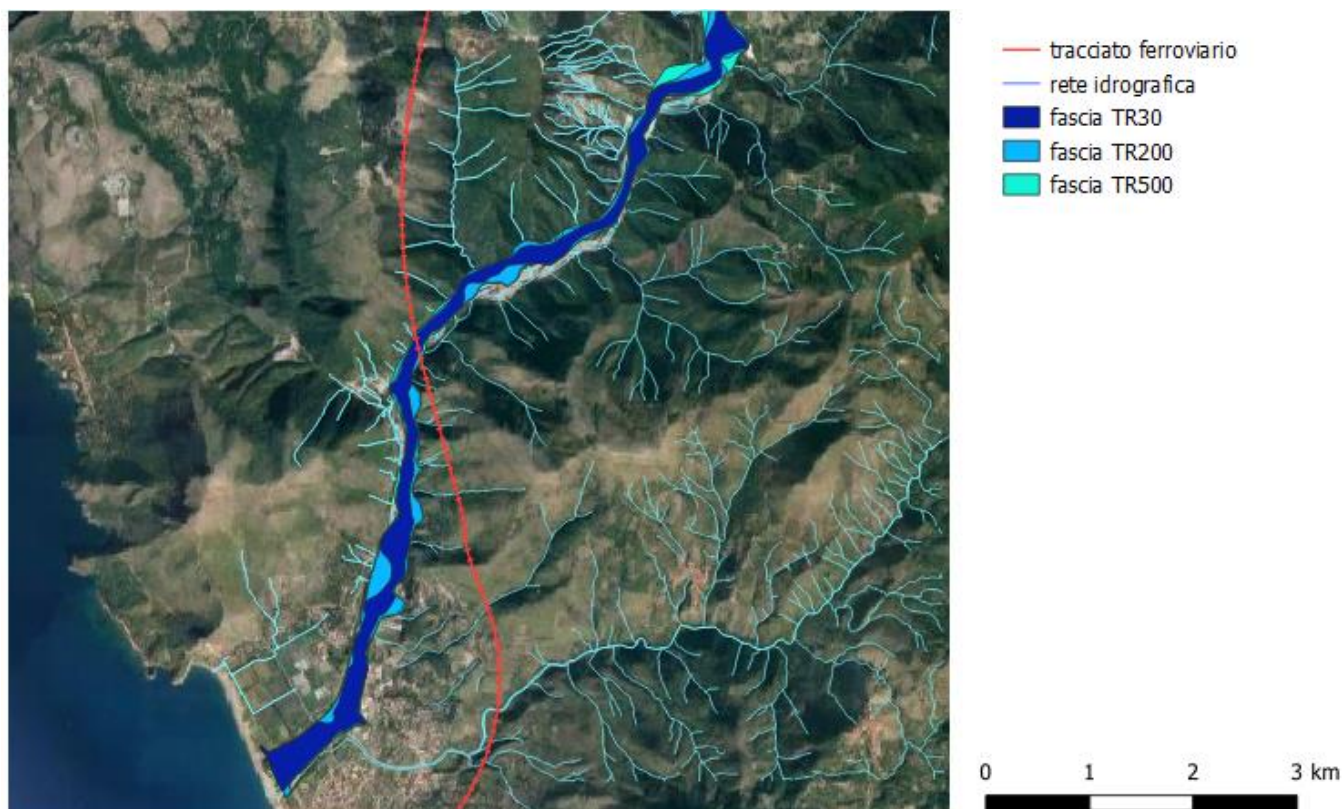 tracciato ferroviario
rete idrografica
fascia TR30
fascia TR200
fascia TR500
0 1 2 3 km